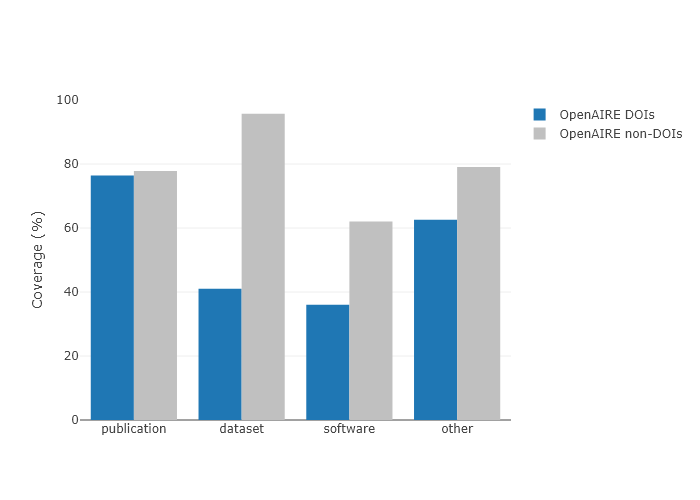 100
80
60
40
20
0
Coverage (%)
publication
dataset
software
other
OpenAIRE DOIs
OpenAIRE non-DOIs